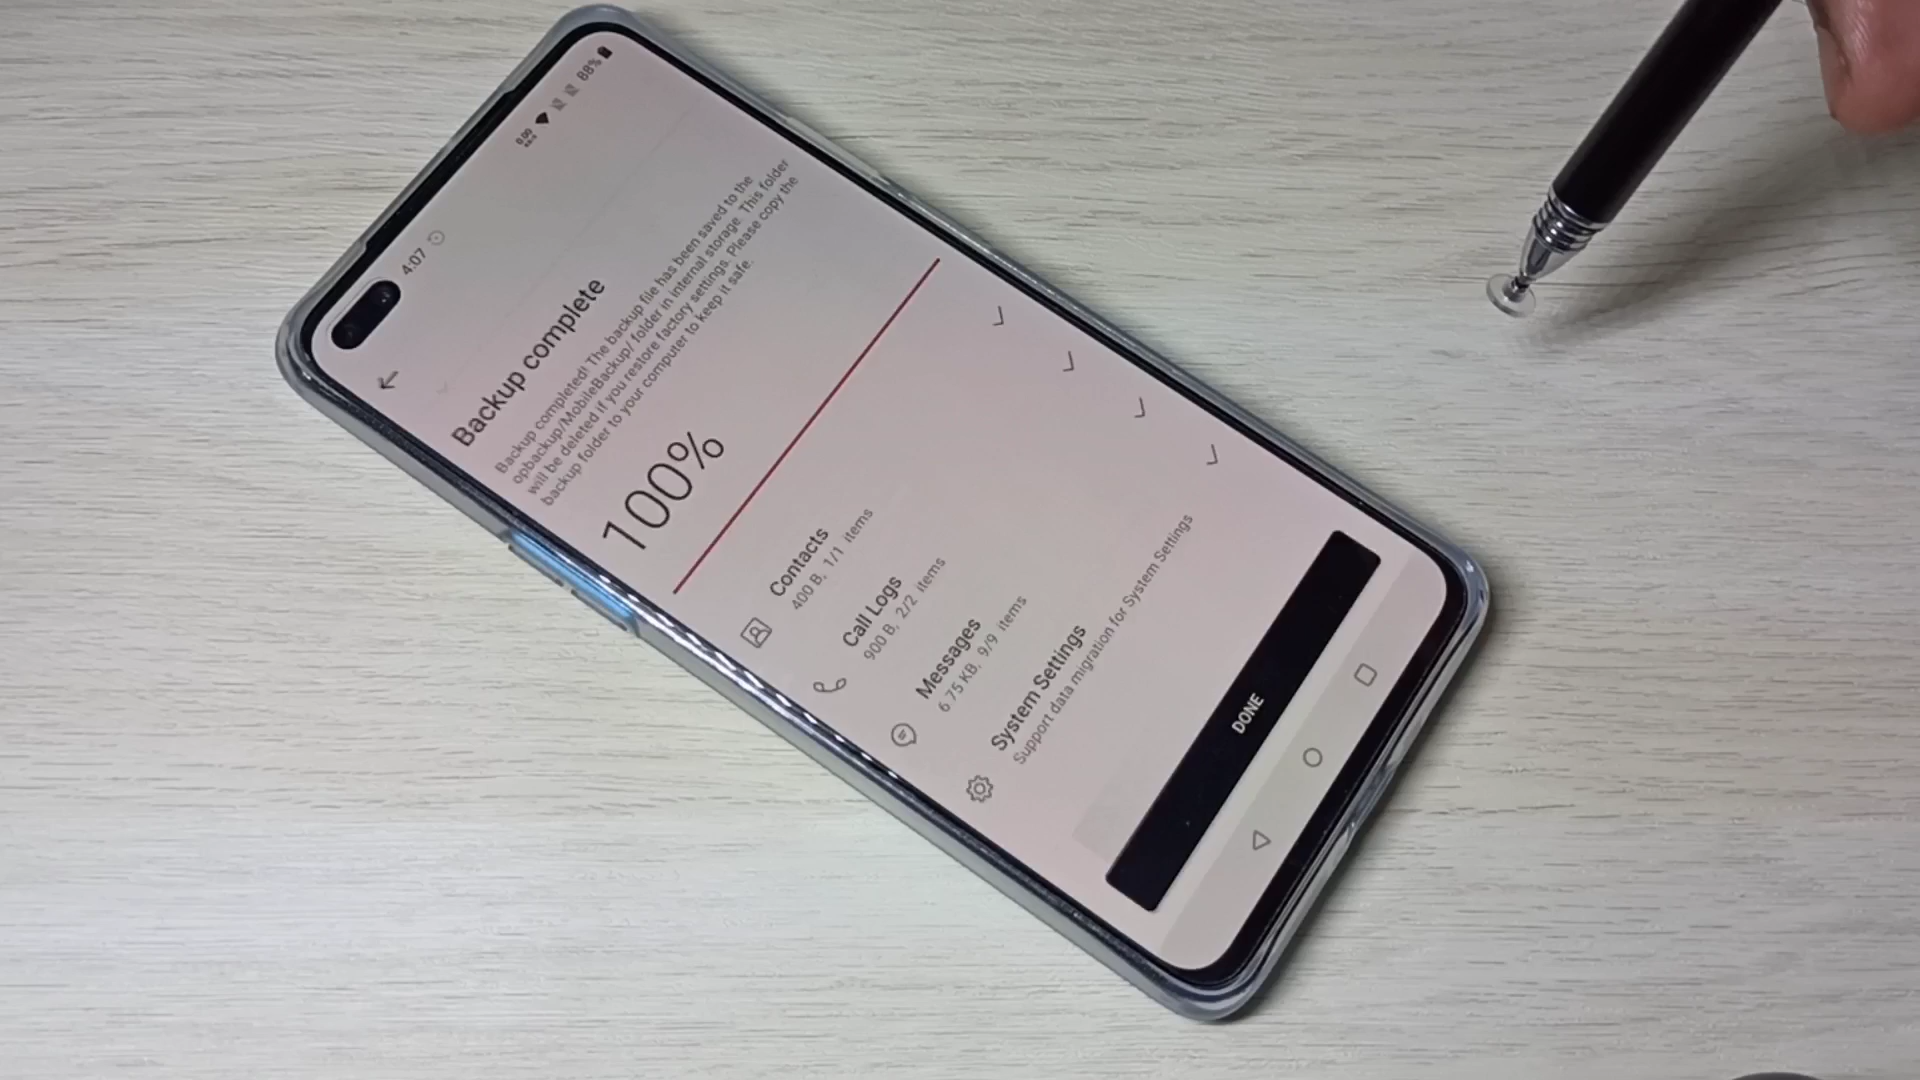 4:07
0.00
88%
Backup complete
Backup completed! The backup file has been saved to the
opbackup/MobileBackup/ folder in internal storage. This folder
will be deleted if you restore factory settings. Please copy the
backup folder to your computer to keep it safe.
100%
Contacts
400 B, 1/1 items
Call Logs
900 B, 2/2 items
Messages
6.75 KB, 9/9 items
System Settings
Support data migration for System Settings
DONE